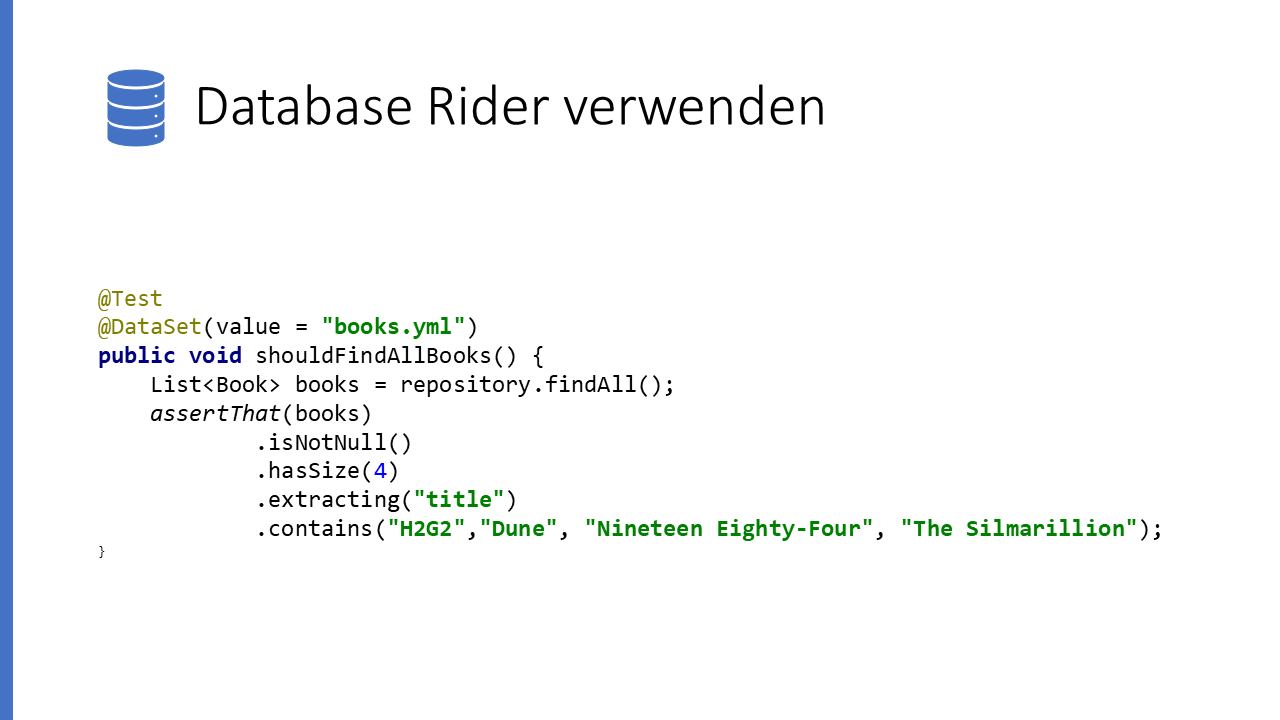 Database Rider verwenden
@Test
@DataSet(value = "books.yml")
public void shouldFindAllBooks() {
    List<Book> books = repository.findAll();
    assertThat(books)
            .isNotNull()
            .hasSize(4)
            .extracting("title")
            .contains("H2G2","Dune", "Nineteen Eighty-Four", "The Silmarillion");
}